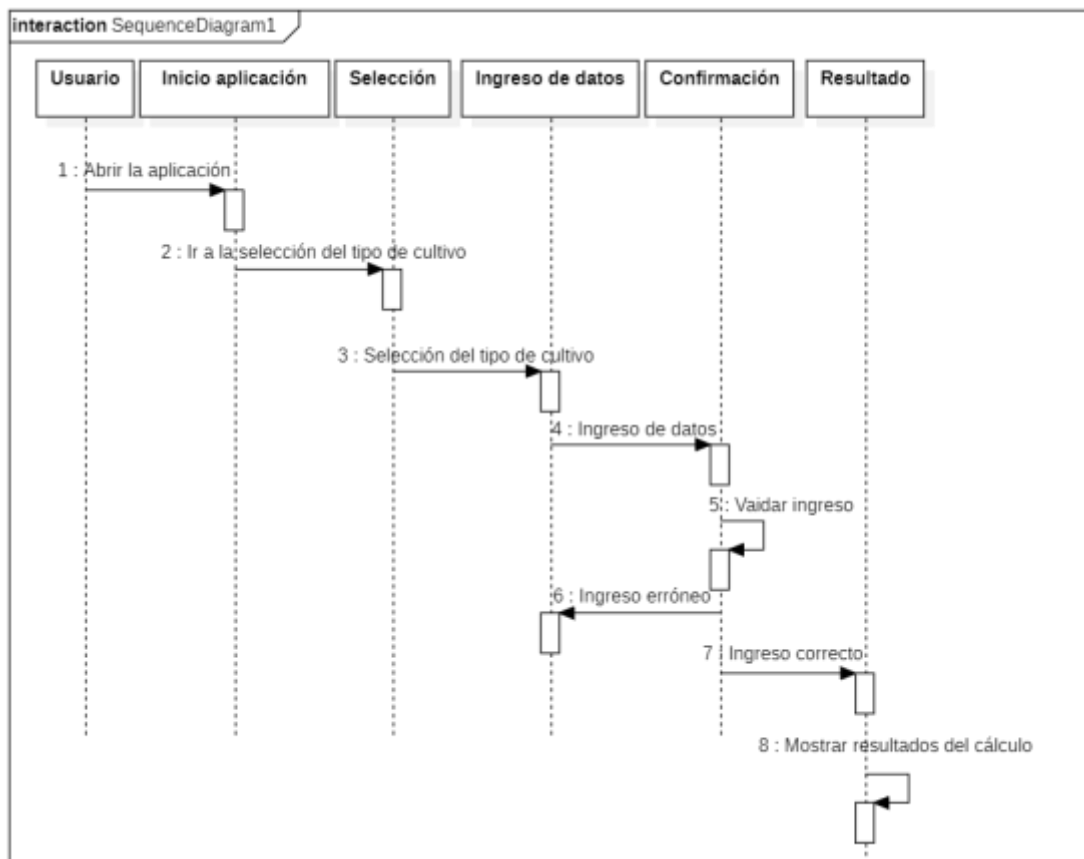 interaction SequenceDiagram1
Usuario
Inicio aplicación
Selección
Ingreso de datos
Confirmación
Resultado
1 : Abrir la aplicación
2 : Ir a la selección del tipo de cultivo
3 : Selección del tipo de cultivo
4 : Ingreso de datos
5 : Vaidar ingreso
6 : Ingreso erróneo
7 : Ingreso correcto
8 : Mostrar resultados del cálculo